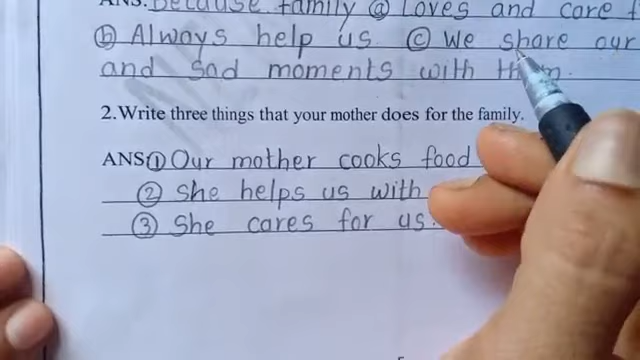 ANS. Because family ⓐ Loves and care
ⓑ Always help us ⓒ We share our
and sad moments with them.
2.Write three things that your mother does for the family.
ANS① Our mother cooks food
② She helps us with
③ She cares for us.